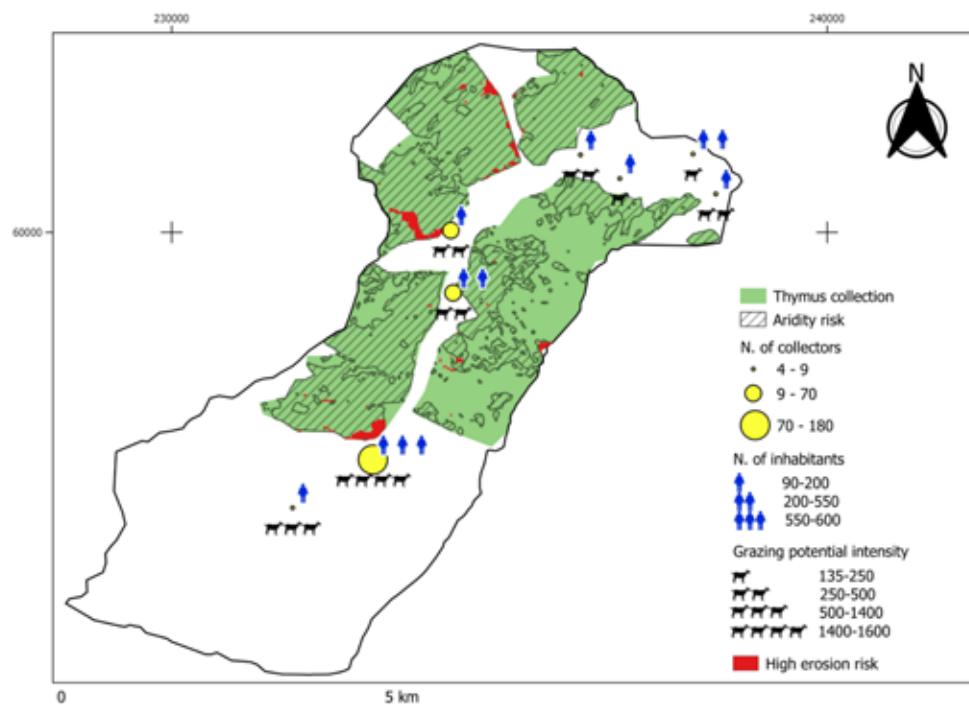 230000
240000
N
60000
Thymus collection
Aridity risk
N. of collectors
4 - 9
9 - 70
70 - 180
N. of inhabitants
90-200
200-550
550-600
Grazing potential intensity
135-250
250-500
500-1400
1400-1600
High erosion risk
0
5 km